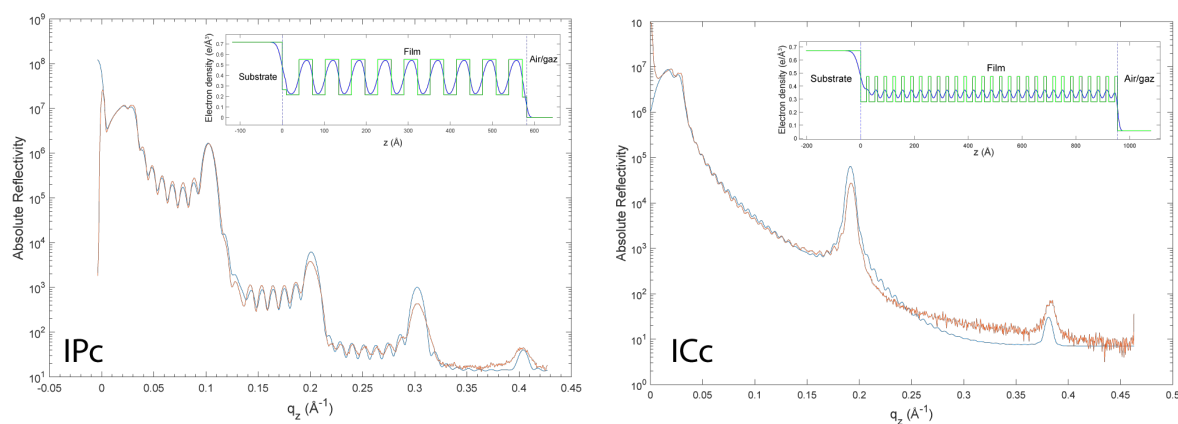 10⁹
10⁸
10⁷
10⁶
10⁵
10⁴
10³
10²
10¹
Absolute Reflectivity
-0.05 0 0.05 0.1 0.15 0.2 0.25 0.3 0.35 0.4 0.45
q_z (Å⁻¹)
IPc
Electron density (e/Å³)
0.7
0.6
0.5
0.4
0.3
0.2
0.1
0
Film
Air/gaz
Substrate
-100 0 100 200 300 400 500 600
z (Å)
10⁸
10⁷
10⁶
10⁵
10⁴
10³
10²
10¹
10⁰
Absolute Reflectivity
0 0.05 0.1 0.15 0.2 0.25 0.3 0.35 0.4 0.45 0.5
q_z (Å⁻¹)
ICc
Electron density (e/Å³)
0.7
0.6
0.5
0.4
0.3
0.2
0.1
0
Film
Substrate
Air/gaz
-200 0 200 400 600 800 1000
z (Å)